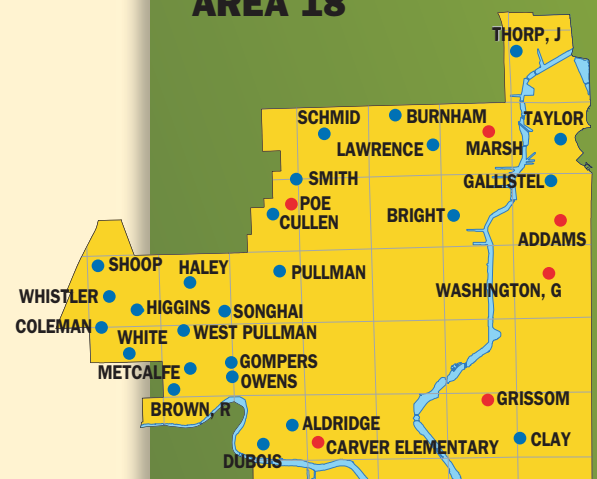 AREA 18
THORP, J
SCHMID
BURNHAM
TAYLOR
LAWRENCE
MARSH
SMITH
GALLISTEL
POE
CULLEN
BRIGHT
ADDAMS
SHOOP
HALEY
PULLMAN
WASHINGTON, G
WHISTLER
HIGGINS
SONGHAI
COLEMAN
WHITE
WEST PULLMAN
METCALFE
GOMPERS
OWENS
BROWN, R
GRISSOM
ALDRIDGE
CARVER ELEMENTARY
CLAY
DUBOIS